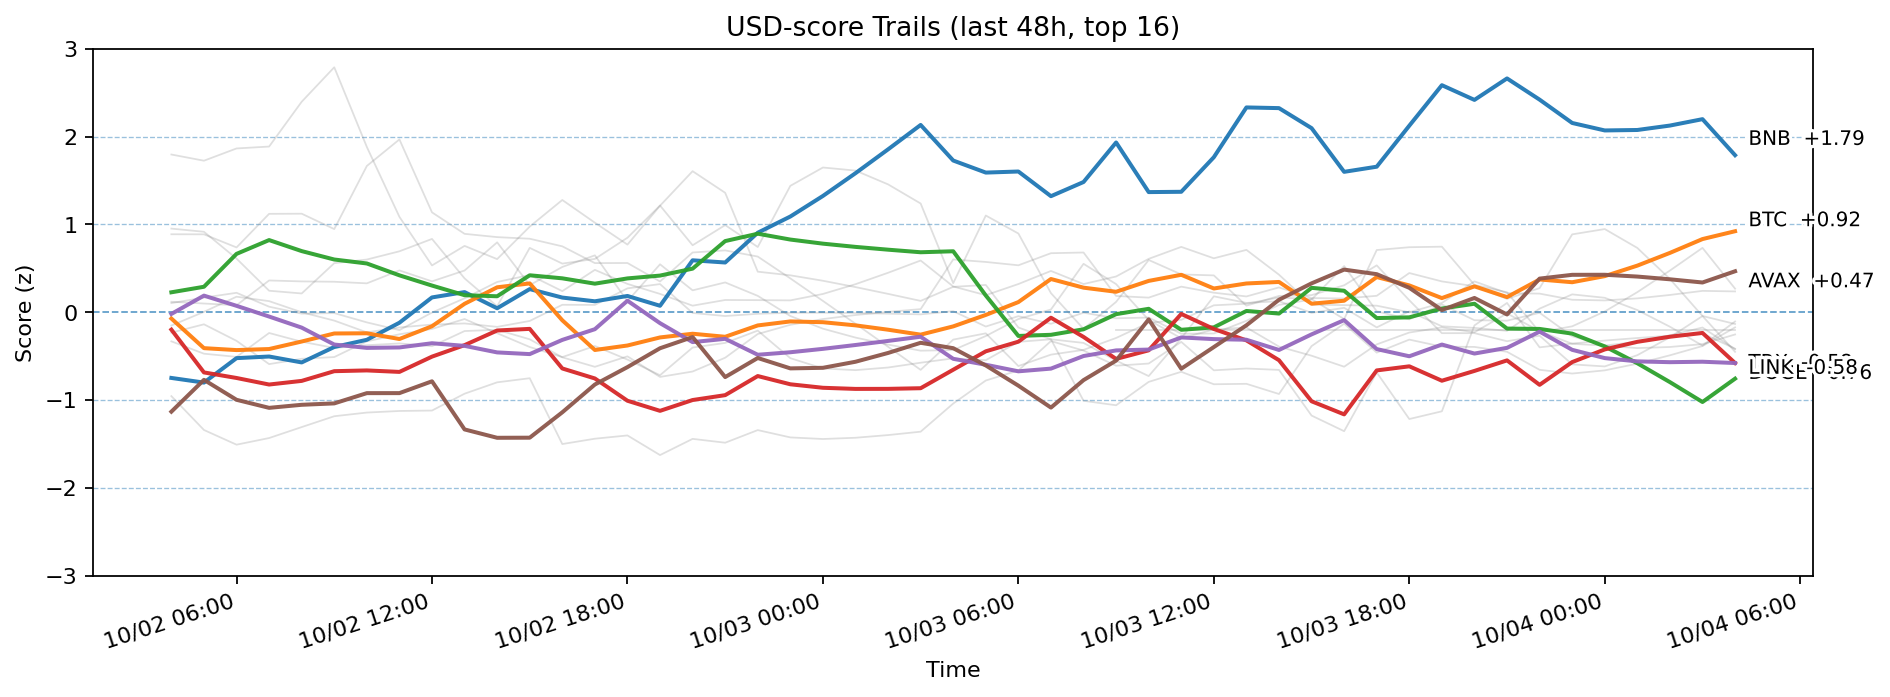 USD-score Trails (last 48h, top 16)
Score (z)
3
2
1
0
−1
−2
−3
BNB +1.79
BTC +0.92
AVAX +0.47
LINK -0.58
10/02 06:00
10/02 12:00
10/02 18:00
10/03 00:00
10/03 06:00
10/03 12:00
10/03 18:00
10/04 00:00
10/04 06:00
Time